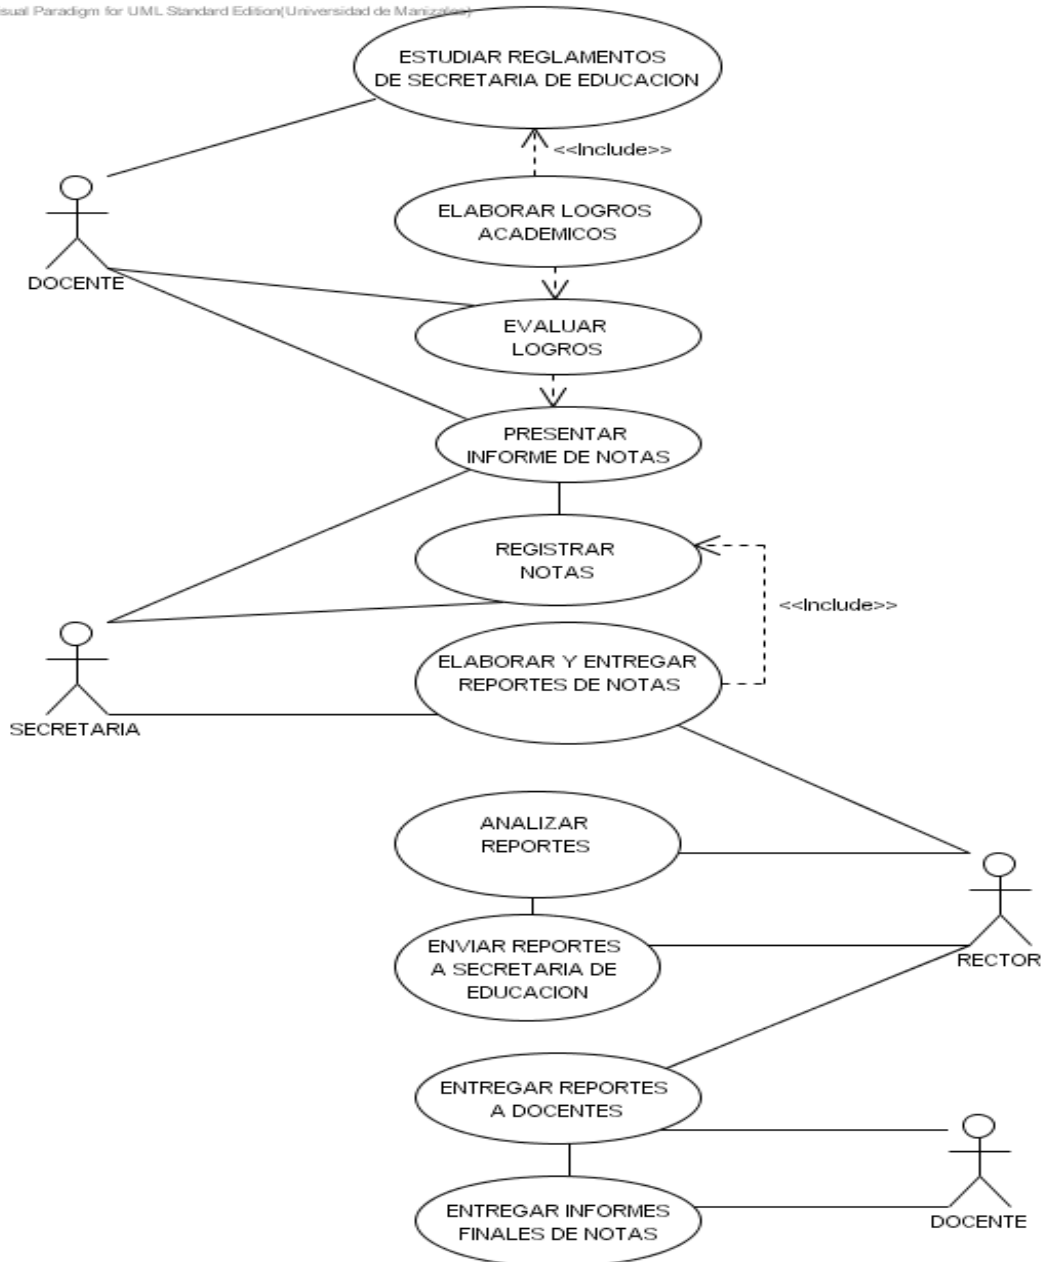 sual Paradigm for UML Standard Edition(Universidad de Manizales)
ESTUDIAR REGLAMENTOS
DE SECRETARIA DE EDUCACION
<<Include>>
ELABORAR LOGROS
ACADEMICOS
DOCENTE
EVALUAR
LOGROS
PRESENTAR
INFORME DE NOTAS
REGISTRAR
NOTAS
<<Include>>
ELABORAR Y ENTREGAR
REPORTES DE NOTAS
SECRETARIA
ANALIZAR
REPORTES
ENVIAR REPORTES
A SECRETARIA DE
EDUCACION
RECTOR
ENTREGAR REPORTES
A DOCENTES
ENTREGAR INFORMES
FINALES DE NOTAS
DOCENTE